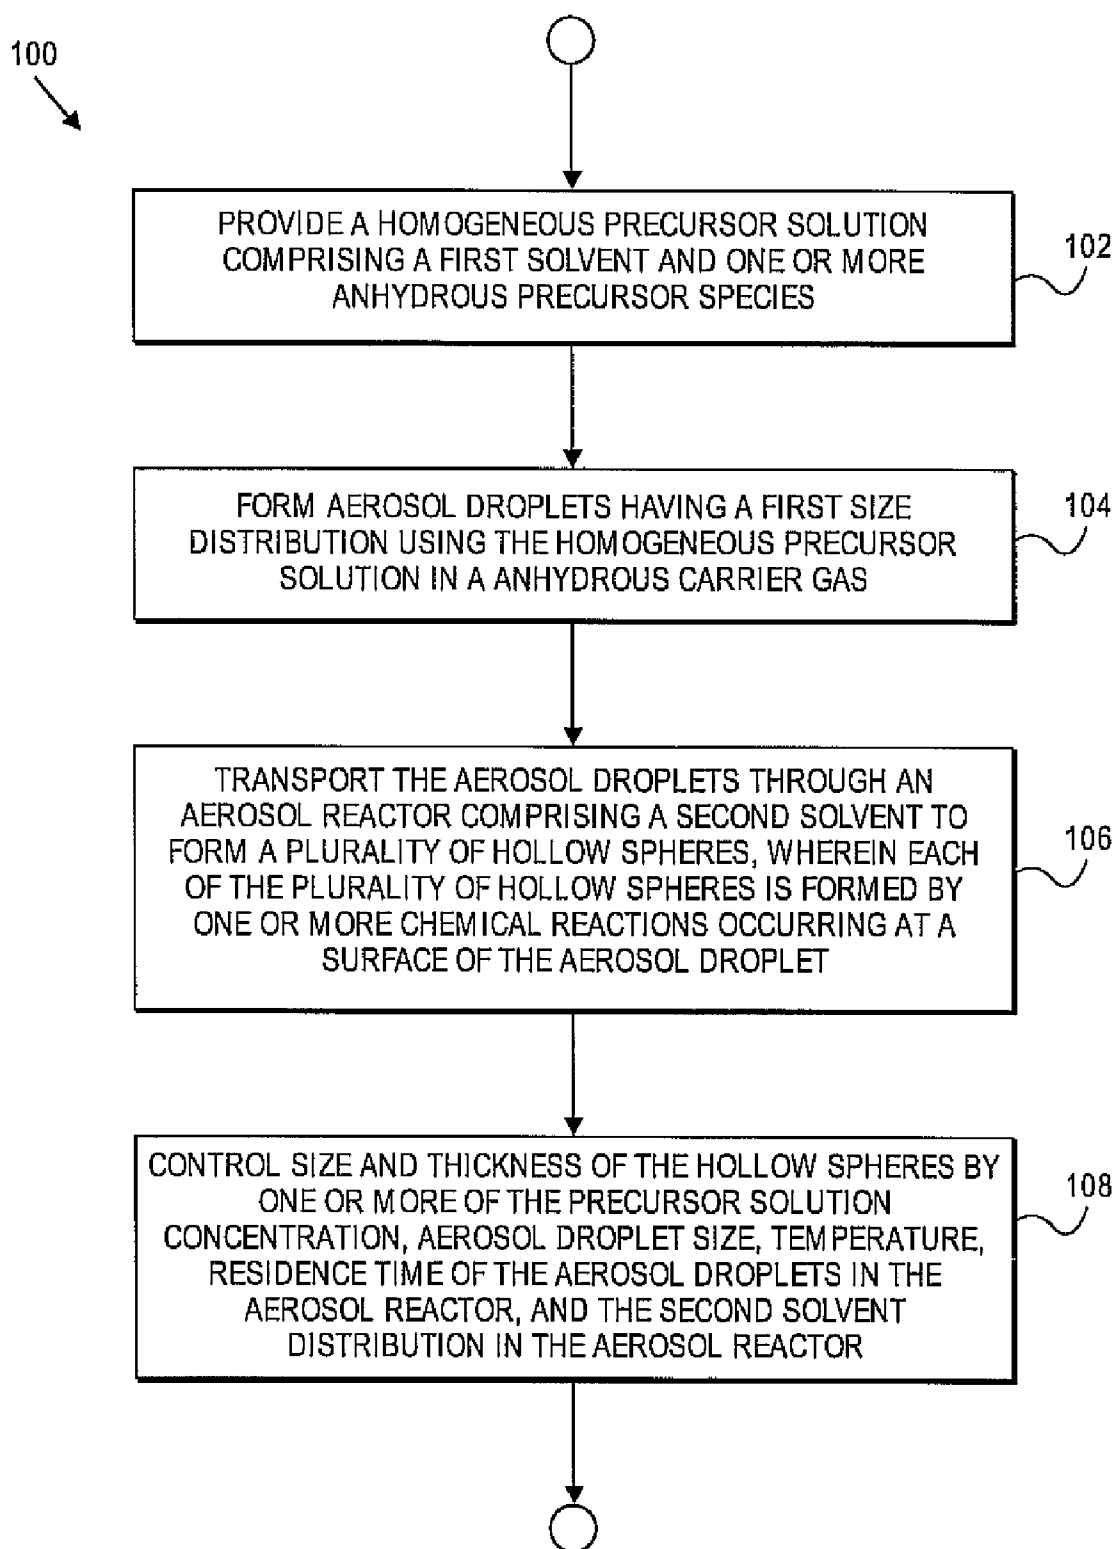 100
PROVIDE A HOMOGENEOUS PRECURSOR SOLUTION
COMPRISING A FIRST SOLVENT AND ONE OR MORE
ANHYDROUS PRECURSOR SPECIES
102
FORM AEROSOL DROPLETS HAVING A FIRST SIZE
DISTRIBUTION USING THE HOMOGENEOUS PRECURSOR
SOLUTION IN A ANHYDROUS CARRIER GAS
104
TRANSPORT THE AEROSOL DROPLETS THROUGH AN
AEROSOL REACTOR COMPRISING A SECOND SOLVENT TO
FORM A PLURALITY OF HOLLOW SPHERES, WHEREIN EACH
OF THE PLURALITY OF HOLLOW SPHERES IS FORMED BY
ONE OR MORE CHEMICAL REACTIONS OCCURRING AT A
SURFACE OF THE AEROSOL DROPLET
106
CONTROL SIZE AND THICKNESS OF THE HOLLOW SPHERES BY
ONE OR MORE OF THE PRECURSOR SOLUTION
CONCENTRATION, AEROSOL DROPLET SIZE, TEMPERATURE,
RESIDENCE TIME OF THE AEROSOL DROPLETS IN THE
AEROSOL REACTOR, AND THE SECOND SOLVENT
DISTRIBUTION IN THE AEROSOL REACTOR
108